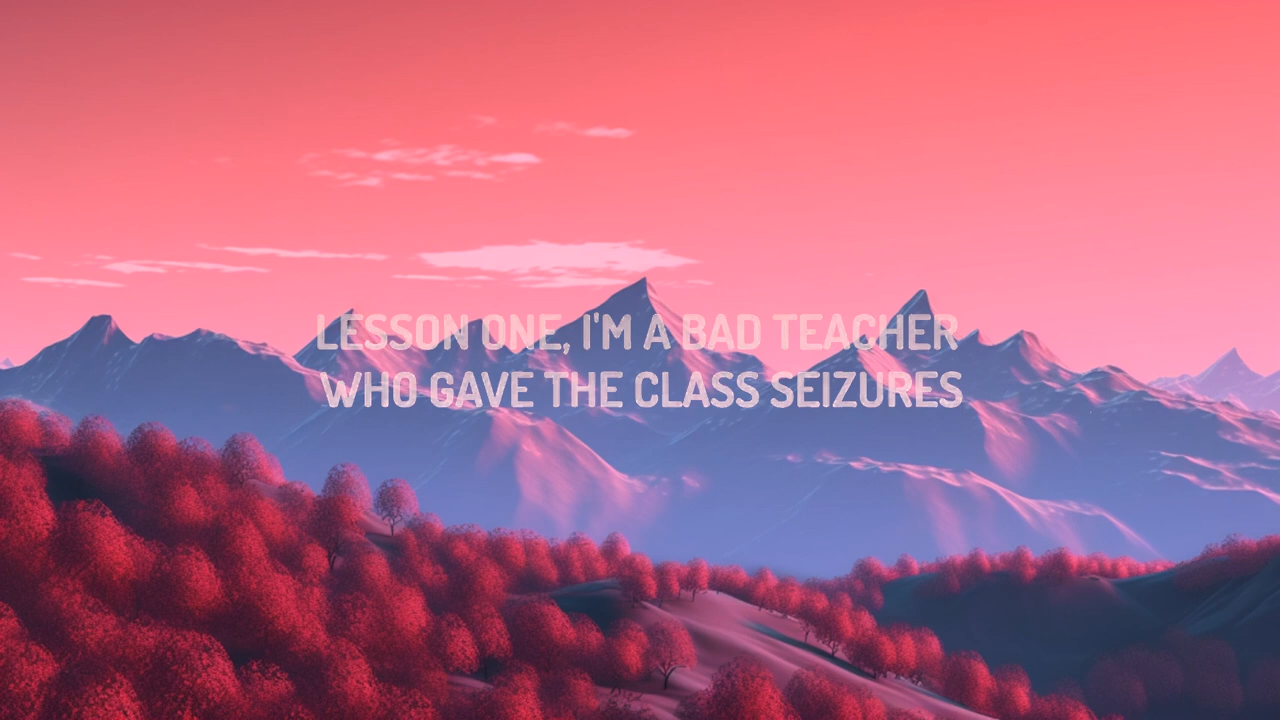 LESSON ONE, I'M A BAD TEACHER
WHO GAVE THE CLASS SEIZURES